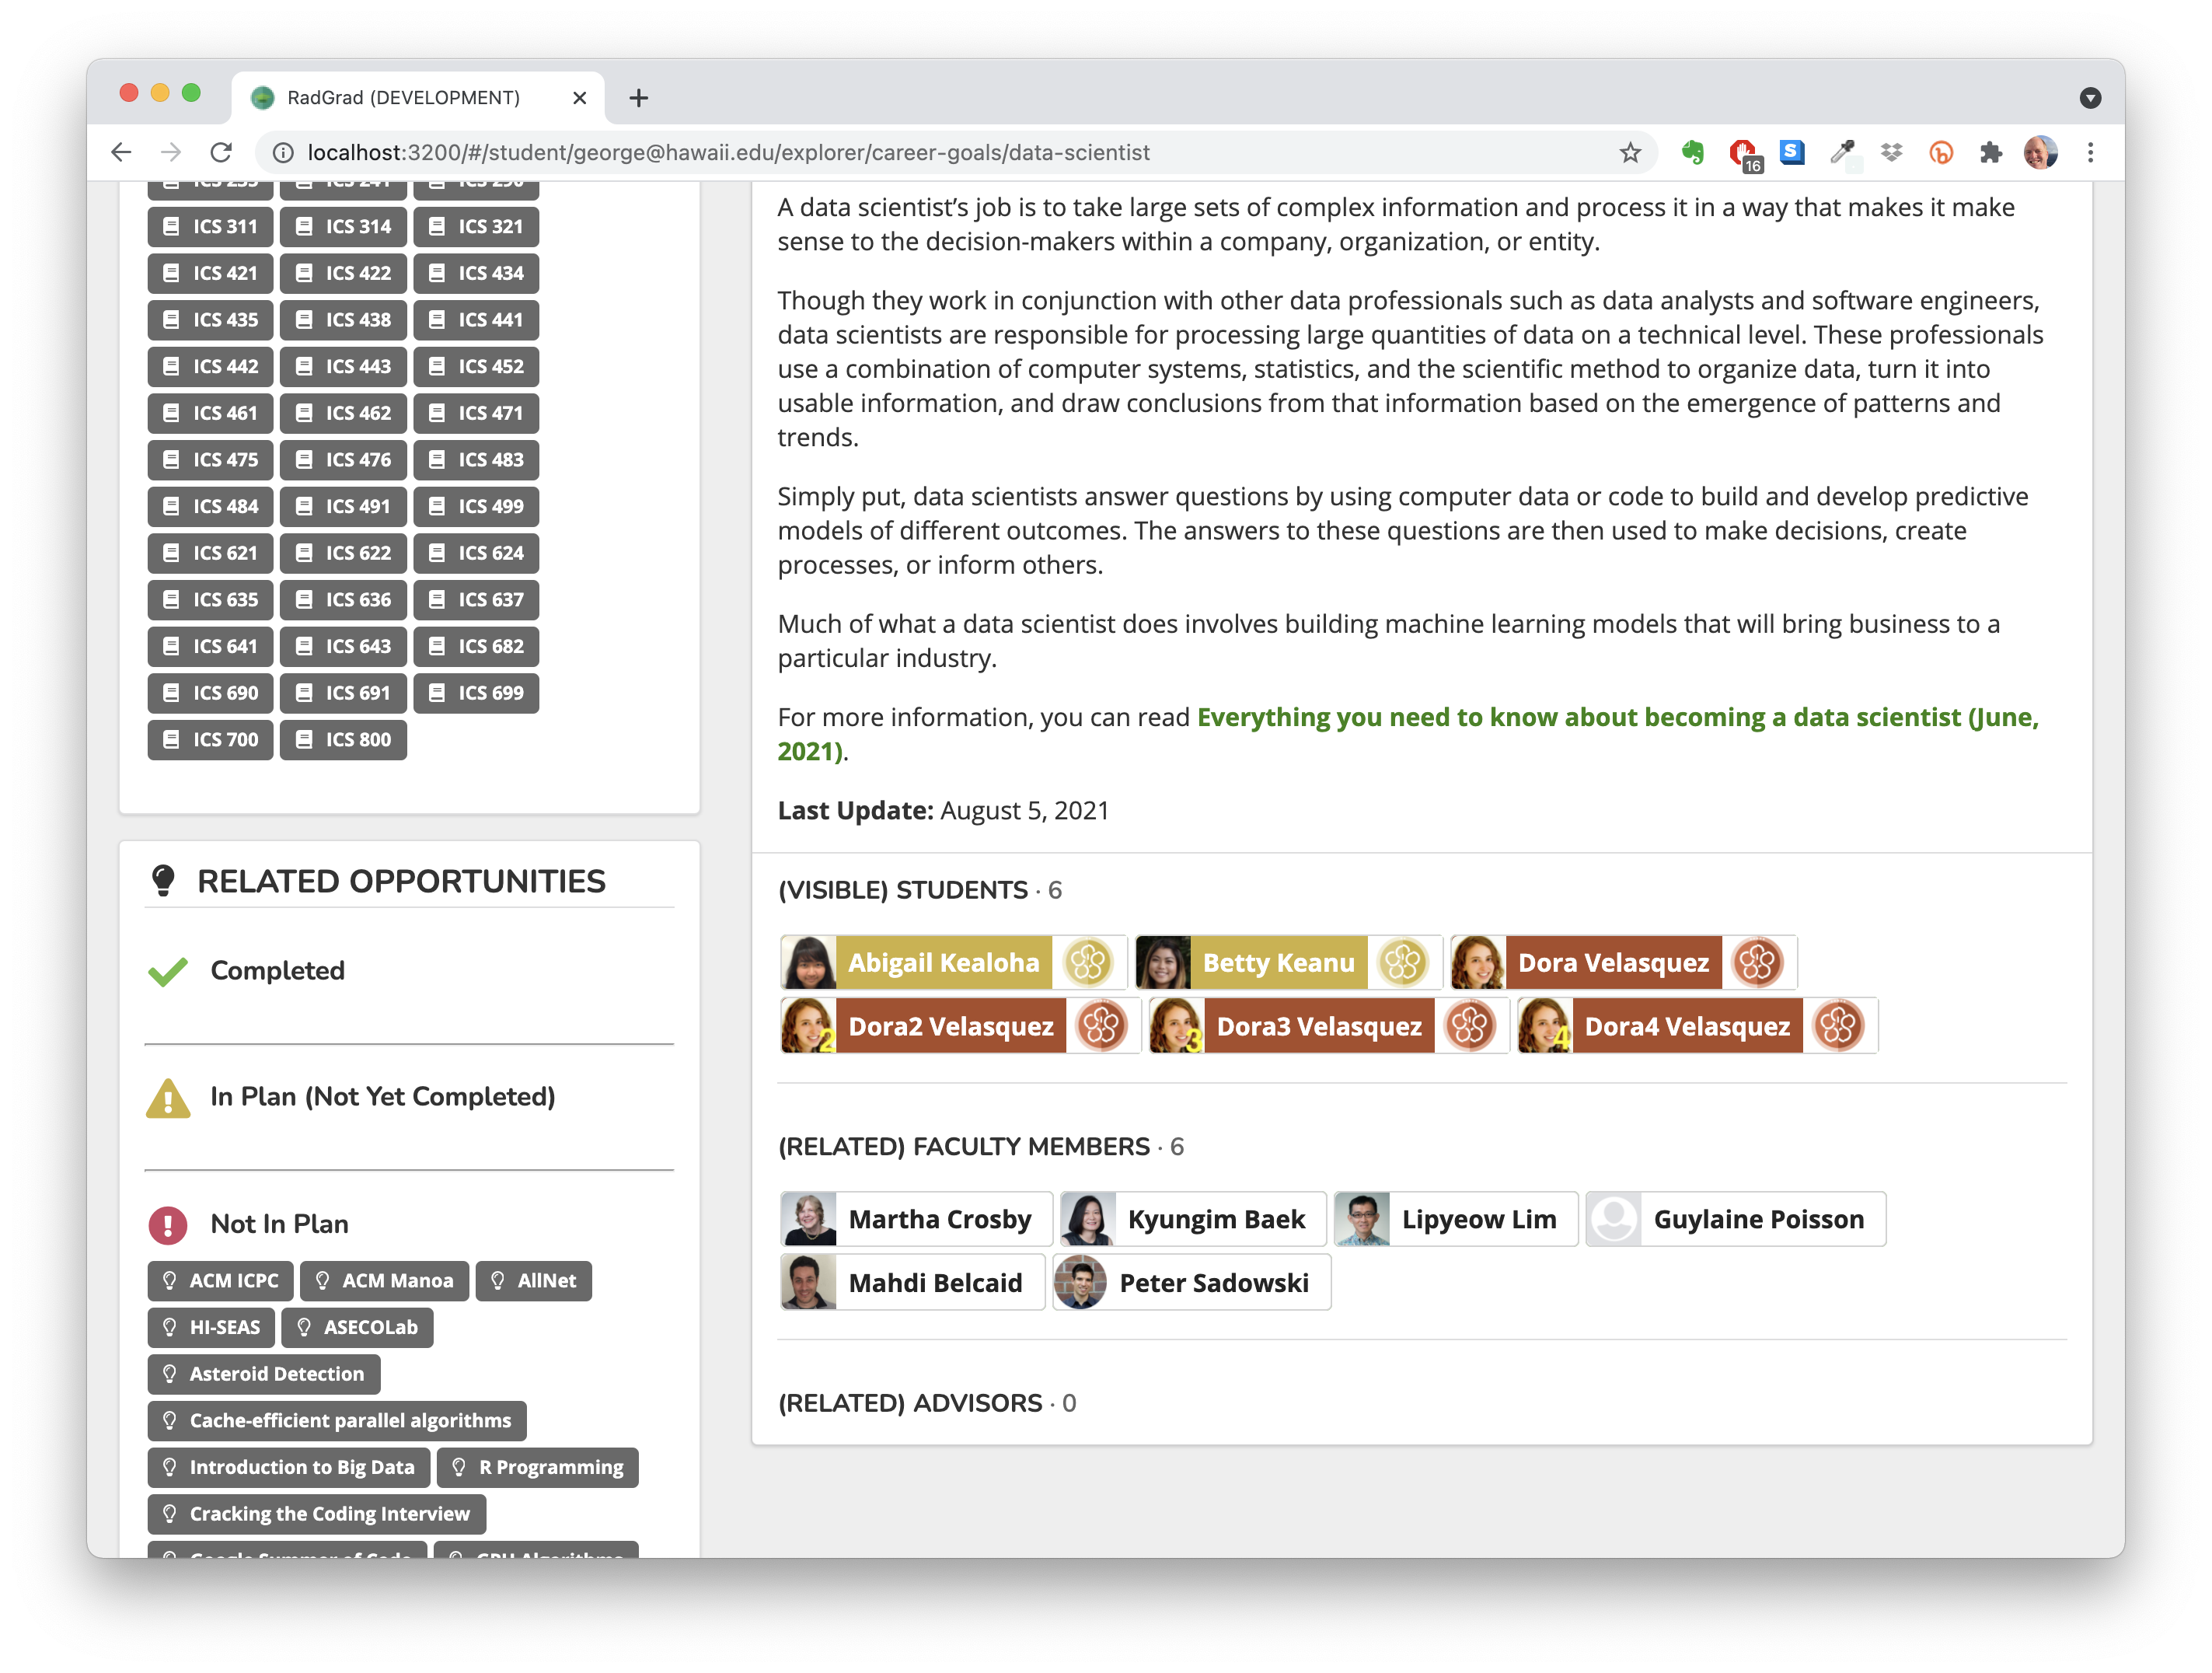 RadGrad (DEVELOPMENT)
localhost:3200/#/student/george@hawaii.edu/explorer/career-goals/data-scientist
16
ICS 311 ICS 314 ICS 321
ICS 421 ICS 422 ICS 434
ICS 435 ICS 438 ICS 441
ICS 442 ICS 443 ICS 452
ICS 461 ICS 462 ICS 471
ICS 475 ICS 476 ICS 483
ICS 484 ICS 491 ICS 499
ICS 621 ICS 622 ICS 624
ICS 635 ICS 636 ICS 637
ICS 641 ICS 643 ICS 682
ICS 690 ICS 691 ICS 699
ICS 700 ICS 800
RELATED OPPORTUNITIES
Completed
In Plan (Not Yet Completed)
Not In Plan
ACM ICPC ACM Manoa AllNet
HI-SEAS ASECOLab
Asteroid Detection
Cache-efficient parallel algorithms
Introduction to Big Data R Programming
Cracking the Coding Interview
Google Summer of Code GPU Algorithms
A data scientist’s job is to take large sets of complex information and process it in a way that makes it make
sense to the decision-makers within a company, organization, or entity.
Though they work in conjunction with other data professionals such as data analysts and software engineers,
data scientists are responsible for processing large quantities of data on a technical level. These professionals
use a combination of computer systems, statistics, and the scientific method to organize data, turn it into
usable information, and draw conclusions from that information based on the emergence of patterns and
trends.
Simply put, data scientists answer questions by using computer data or code to build and develop predictive
models of different outcomes. The answers to these questions are then used to make decisions, create
processes, or inform others.
Much of what a data scientist does involves building machine learning models that will bring business to a
particular industry.
For more information, you can read Everything you need to know about becoming a data scientist (June,
2021).
Last Update: August 5, 2021
(VISIBLE) STUDENTS · 6
Abigail Kealoha Betty Keanu Dora Velasquez
2 Dora2 Velasquez 3 Dora3 Velasquez 4 Dora4 Velasquez
(RELATED) FACULTY MEMBERS · 6
Martha Crosby Kyungim Baek Lipyeow Lim Guylaine Poisson
Mahdi Belcaid Peter Sadowski
(RELATED) ADVISORS · 0